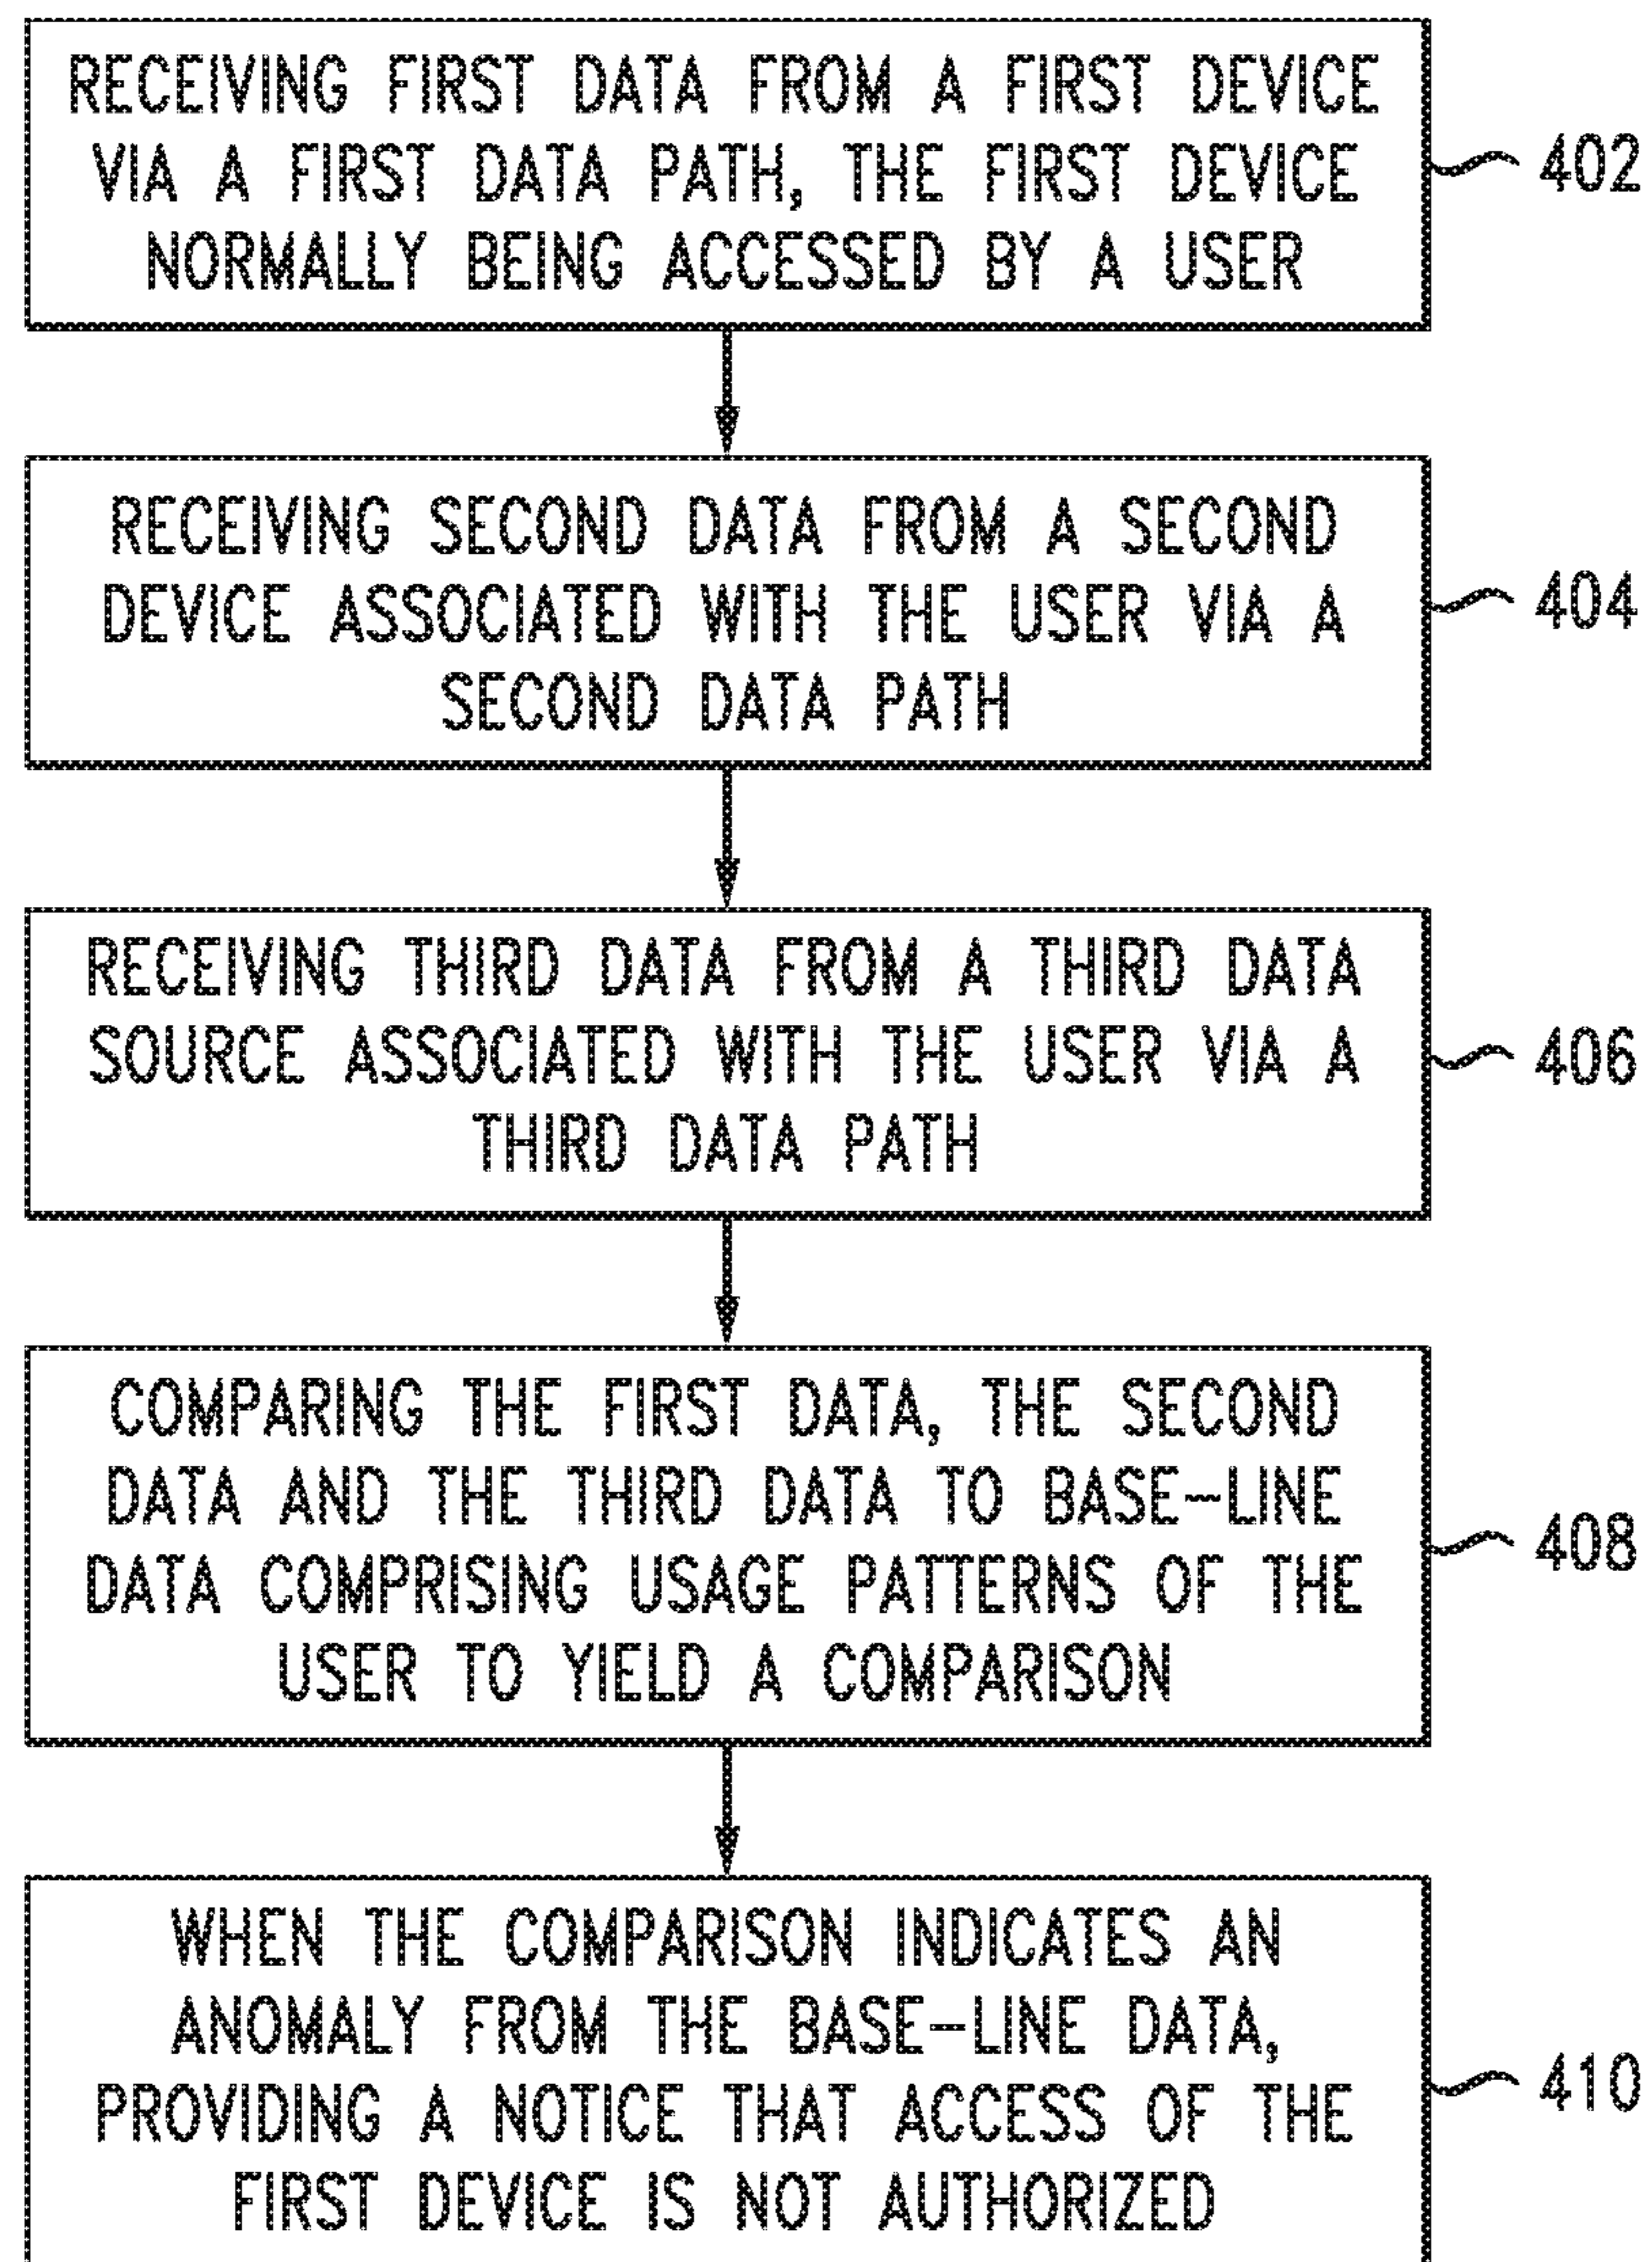 RECEIVING FIRST DATA FROM A FIRST DEVICE
VIA A FIRST DATA PATH, THE FIRST DEVICE
NORMALLY BEING ACCESSED BY A USER
402
RECEIVING SECOND DATA FROM A SECOND
DEVICE ASSOCIATED WITH THE USER VIA A
SECOND DATA PATH
404
RECEIVING THIRD DATA FROM A THIRD DATA
SOURCE ASSOCIATED WITH THE USER VIA A
THIRD DATA PATH
406
COMPARING THE FIRST DATA, THE SECOND
DATA AND THE THIRD DATA TO BASE-LINE
DATA COMPRISING USAGE PATTERNS OF THE
USER TO YIELD A COMPARISON
408
WHEN THE COMPARISON INDICATES AN
ANOMALY FROM THE BASE-LINE DATA,
PROVIDING A NOTICE THAT ACCESS OF THE
FIRST DEVICE IS NOT AUTHORIZED
410